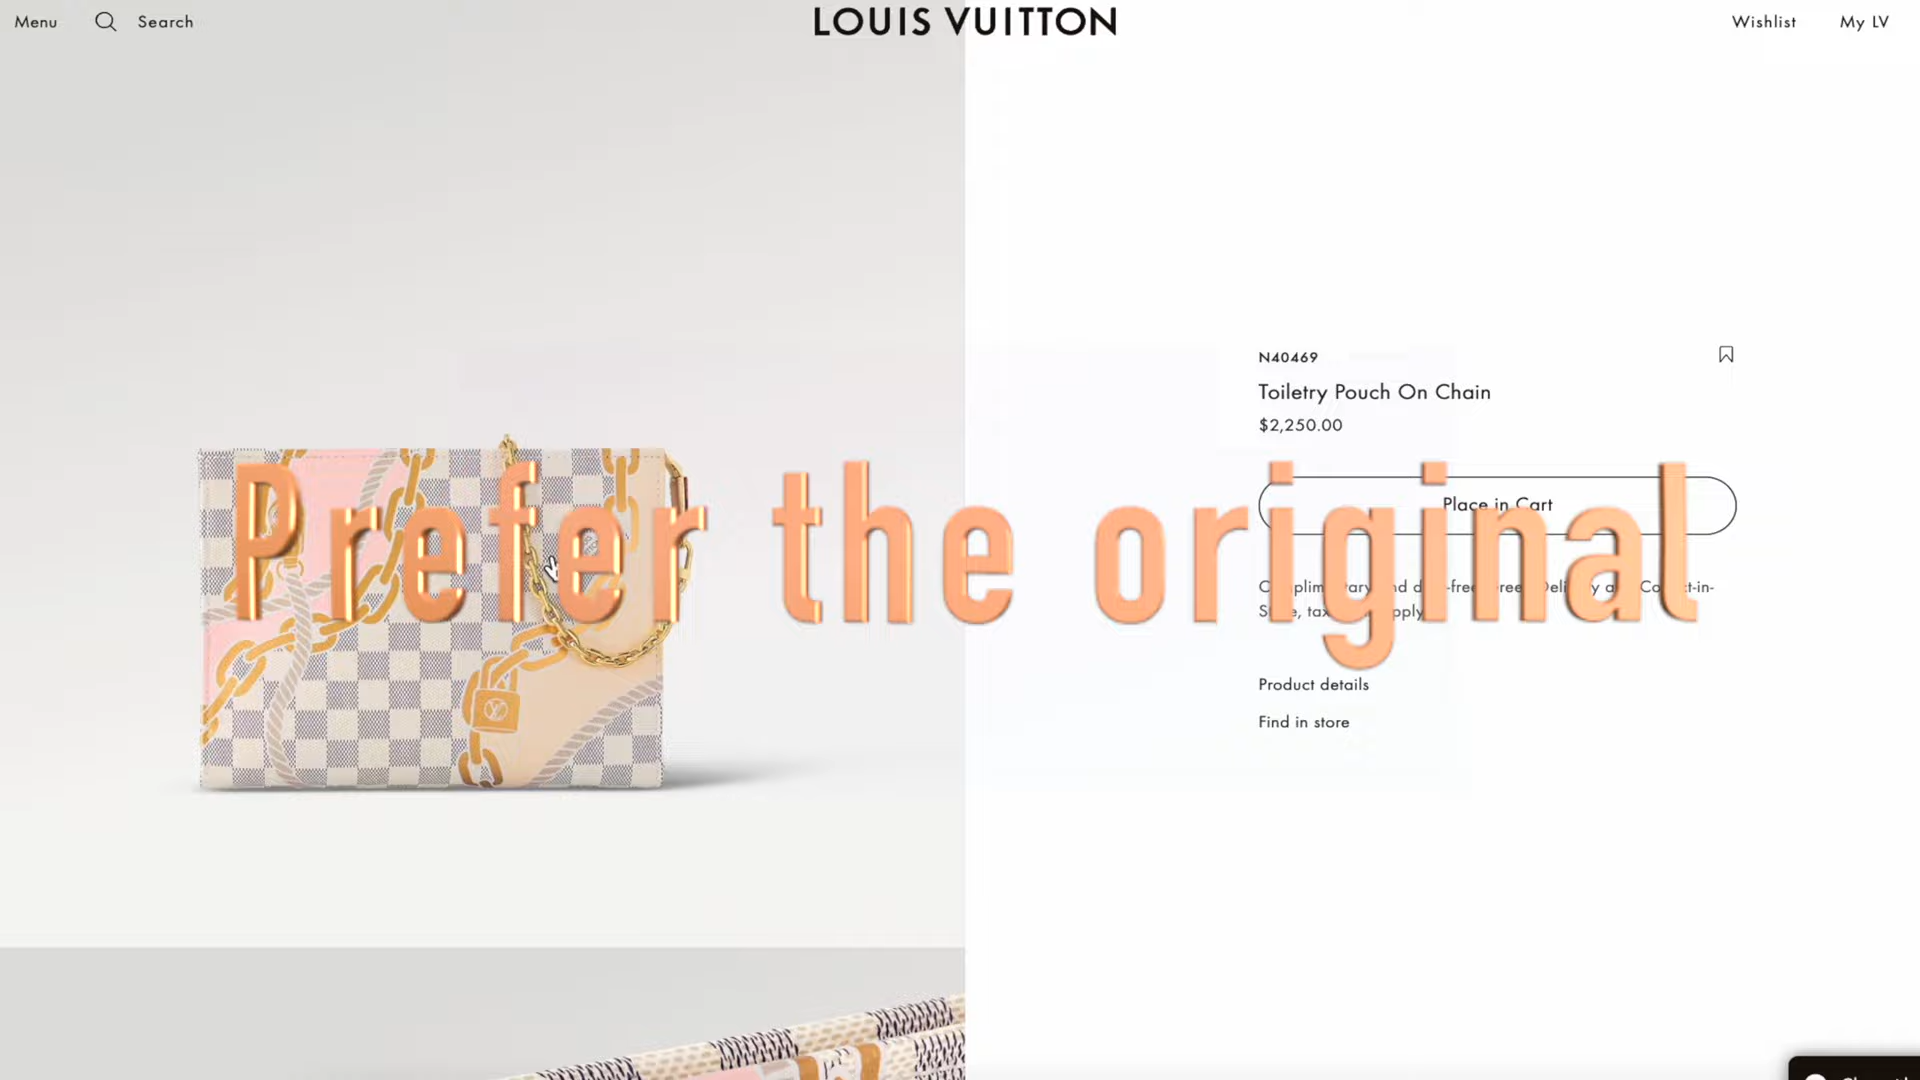 Menu
Search
LOUIS VUITTON
Wishlist
My LV
N40469
Toiletry Pouch On Chain
$2,250.00
Place in Cart
Prefer the original
Product details
Find in store